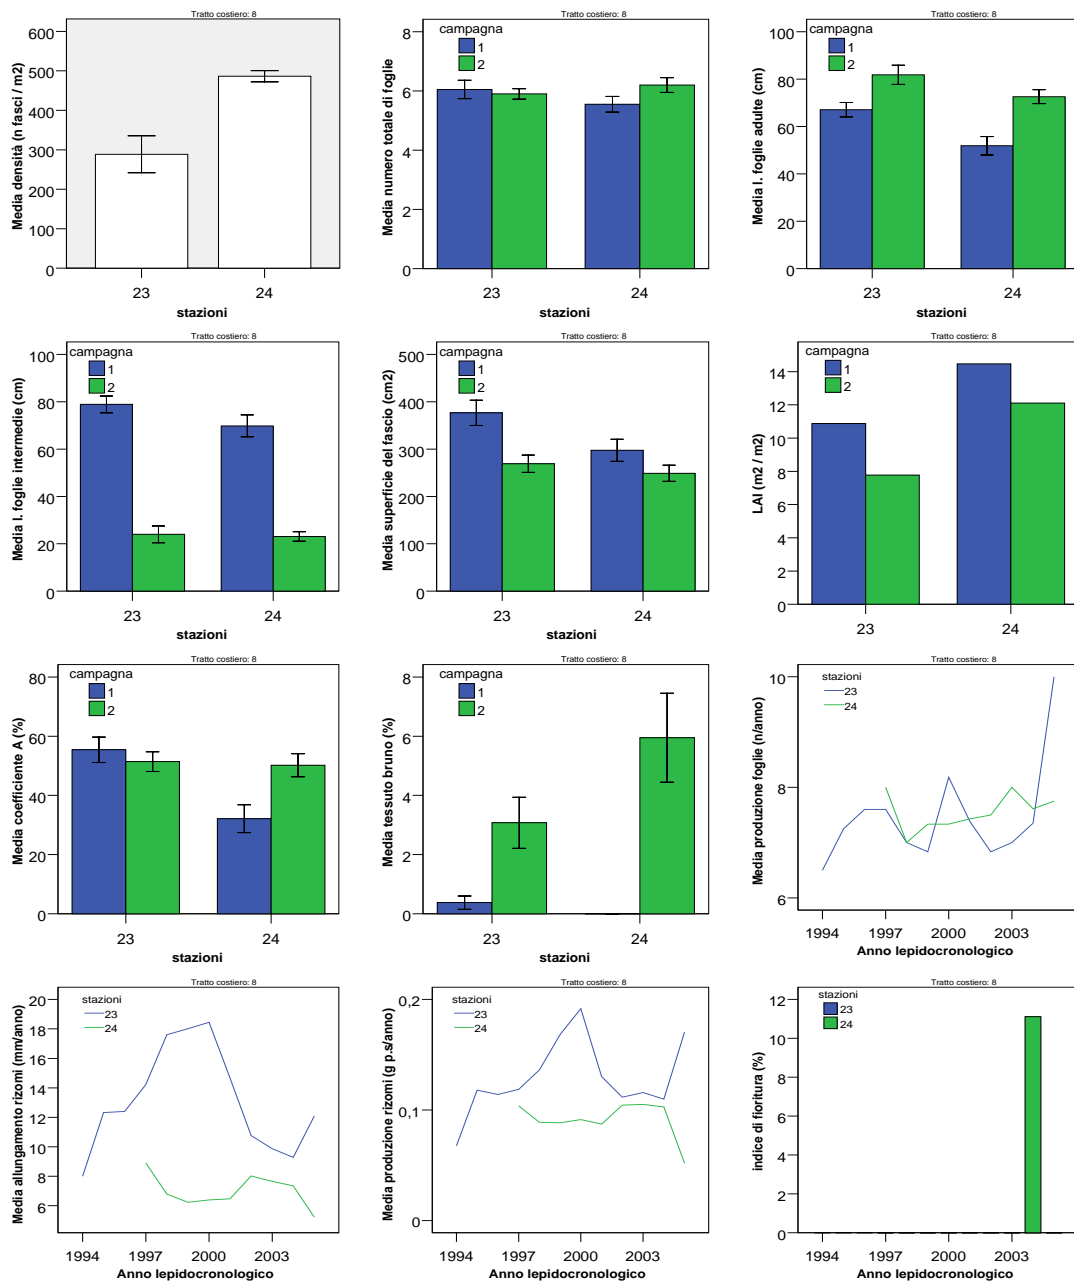 Tratto costiero: 8
600
500
400
300
200
100
0
Media densità (n fasci / m2)
23
24
stazioni
Tratto costiero: 8
campagna
1
2
8
6
4
2
0
Media numero totale di foglie
23
24
stazioni
Tratto costiero: 8
campagna
1
2
100
80
60
40
20
0
Media l. foglie adulte (cm)
23
24
stazioni
Tratto costiero: 8
campagna
1
2
100
80
60
40
20
0
Media l. foglie intermedie (cm)
23
24
stazioni
Tratto costiero: 8
campagna
1
2
500
400
300
200
100
0
Media superficie del fascio (cm2)
23
24
stazioni
Tratto costiero: 8
campagna
1
2
14
12
10
8
6
4
2
0
LAI (m2 / m2)
23
24
Tratto costiero: 8
campagna
1
2
80
60
40
20
0
Media coefficiente A (%)
23
24
stazioni
Tratto costiero: 8
campagna
1
2
8
6
4
2
0
Media tessuto bruno (%)
23
24
stazioni
Tratto costiero: 8
stazioni
23
24
10
8
6
Media produzione foglie (n/anno)
1994 1997 2000 2003
Anno lepidocronologico
Tratto costiero: 8
stazioni
23
24
20
18
16
14
12
10
8
6
Media allungamento rizomi (mm/anno)
1994 1997 2000 2003
Anno lepidocronologico
Tratto costiero: 8
stazioni
23
24
0,2
0,1
0
Media produzione rizomi (g p.s/anno)
1994 1997 2000 2003
Anno lepidocronologico
Tratto costiero: 8
stazioni
23
24
12
10
8
6
4
2
0
indice di fioritura (%)
1994 1997 2000 2003
Anno lepidocronologico